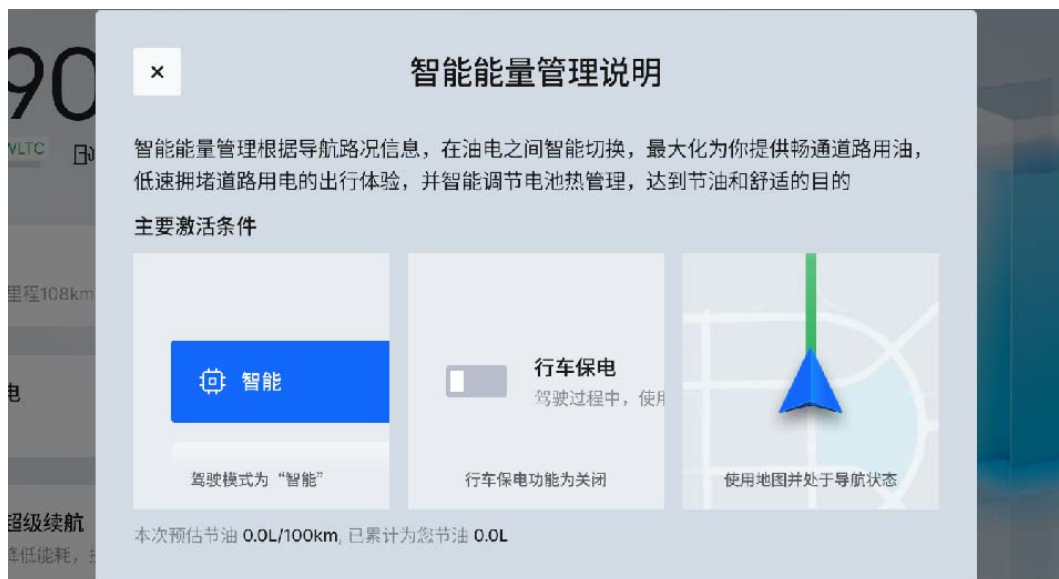 90
智能能量管理说明
WLTC
智能能量管理根据导航路况信息，在油电之间智能切换，最大化为你提供畅通道路用油，
低速拥堵道路用电的出行体验，并智能调节电池热管理，达到节油和舒适的目的
主要激活条件
里程108km
智能
行车保电
驾驶过程中，使用
电
驾驶模式为“智能”
行车保电功能为关闭
使用地图并处于导航状态
超级续航
本次预估节油 0.0L/100km, 已累计为您节油 0.0L
降低能耗，